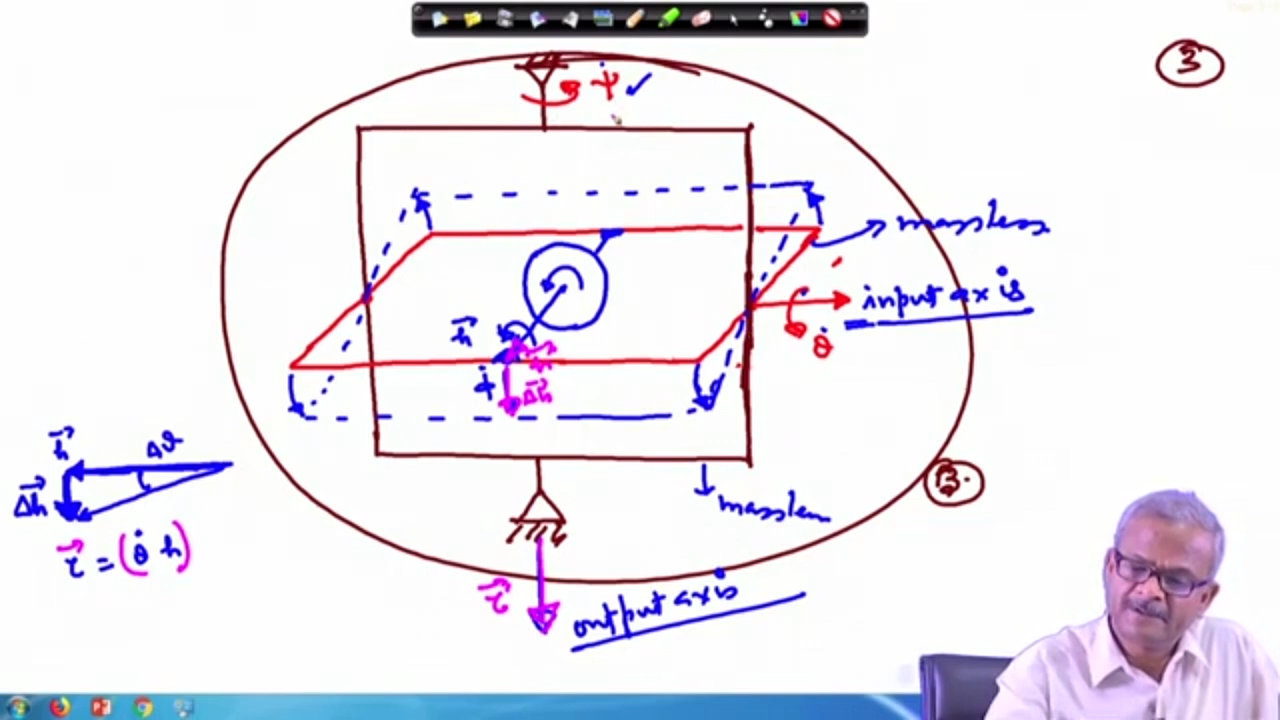 3
ψ̇ ✓
massless
input axis
θ̇
h⃗
φ̇
Δh⃗
h⃗
Δθ
Δh⃗
τ⃗ = (θ̇ h)
B
massless
τ⃗
output axis